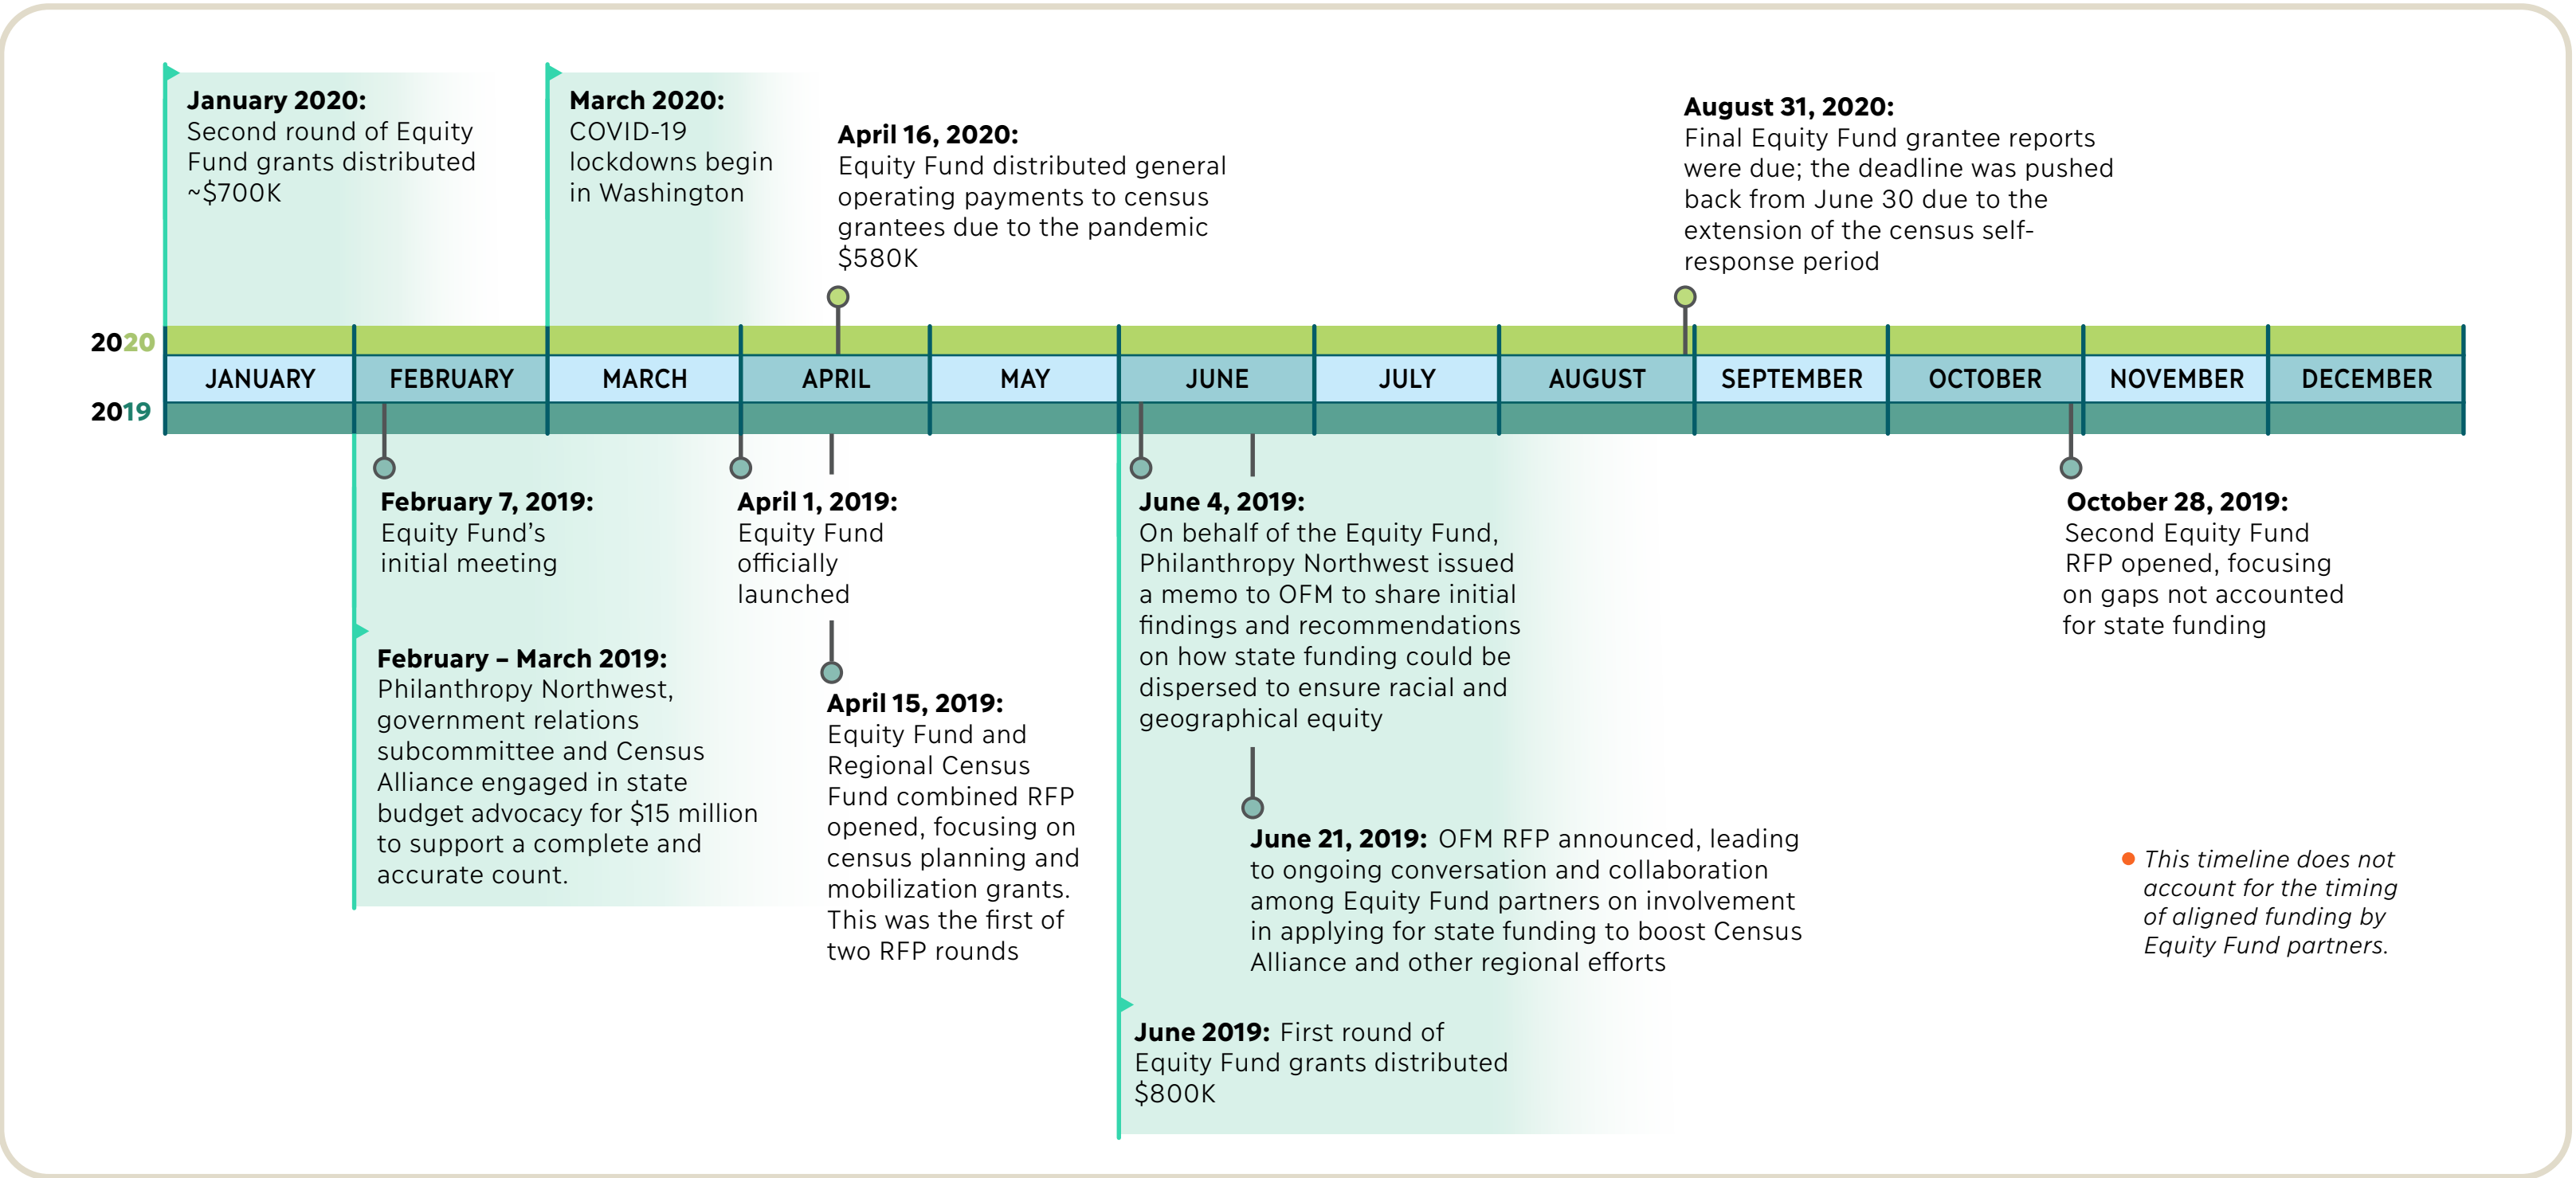 January 2020:
Second round of Equity
Fund grants distributed
~$700K
March 2020:
COVID-19
lockdowns begin
in Washington
April 16, 2020:
Equity Fund distributed general
operating payments to census
grantees due to the pandemic
$580K
August 31, 2020:
Final Equity Fund grantee reports
were due; the deadline was pushed
back from June 30 due to the
extension of the census self-
response period
2020
JANUARY FEBRUARY MARCH APRIL MAY JUNE JULY AUGUST SEPTEMBER OCTOBER NOVEMBER DECEMBER
2019
February 7, 2019:
Equity Fund’s
initial meeting
February – March 2019:
Philanthropy Northwest,
government relations
subcommittee and Census
Alliance engaged in state
budget advocacy for $15 million
to support a complete and
accurate count.
April 1, 2019:
Equity Fund
officially
launched
April 15, 2019:
Equity Fund and
Regional Census
Fund combined RFP
opened, focusing on
census planning and
mobilization grants.
This was the first of
two RFP rounds
June 4, 2019:
On behalf of the Equity Fund,
Philanthropy Northwest issued
a memo to OFM to share initial
findings and recommendations
on how state funding could be
dispersed to ensure racial and
geographical equity
June 21, 2019: OFM RFP announced, leading
to ongoing conversation and collaboration
among Equity Fund partners on involvement
in applying for state funding to boost Census
Alliance and other regional efforts
June 2019: First round of
Equity Fund grants distributed
$800K
October 28, 2019:
Second Equity Fund
RFP opened, focusing
on gaps not accounted
for state funding
This timeline does not
account for the timing
of aligned funding by
Equity Fund partners.